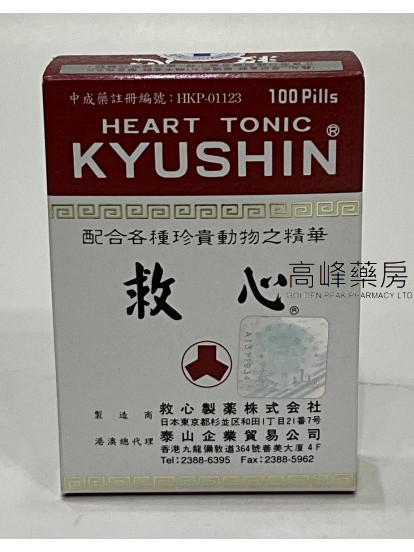 中成藥註冊編號：HKP-01123 100 Pills
HEART TONIC ®
KYUSHIN
配合各種珍貴動物之精華
救心®
高峰藥房
GOLDEN PEAK PHARMACY LTD
製造商 救心製薬株式会社
日本東京都杉並区和田1丁目21番7号
港澳總代理 泰山企業貿易公司
香港九龍彌敦道364號善美大廈4F
Tel:2388-6395 Fax:2388-5962